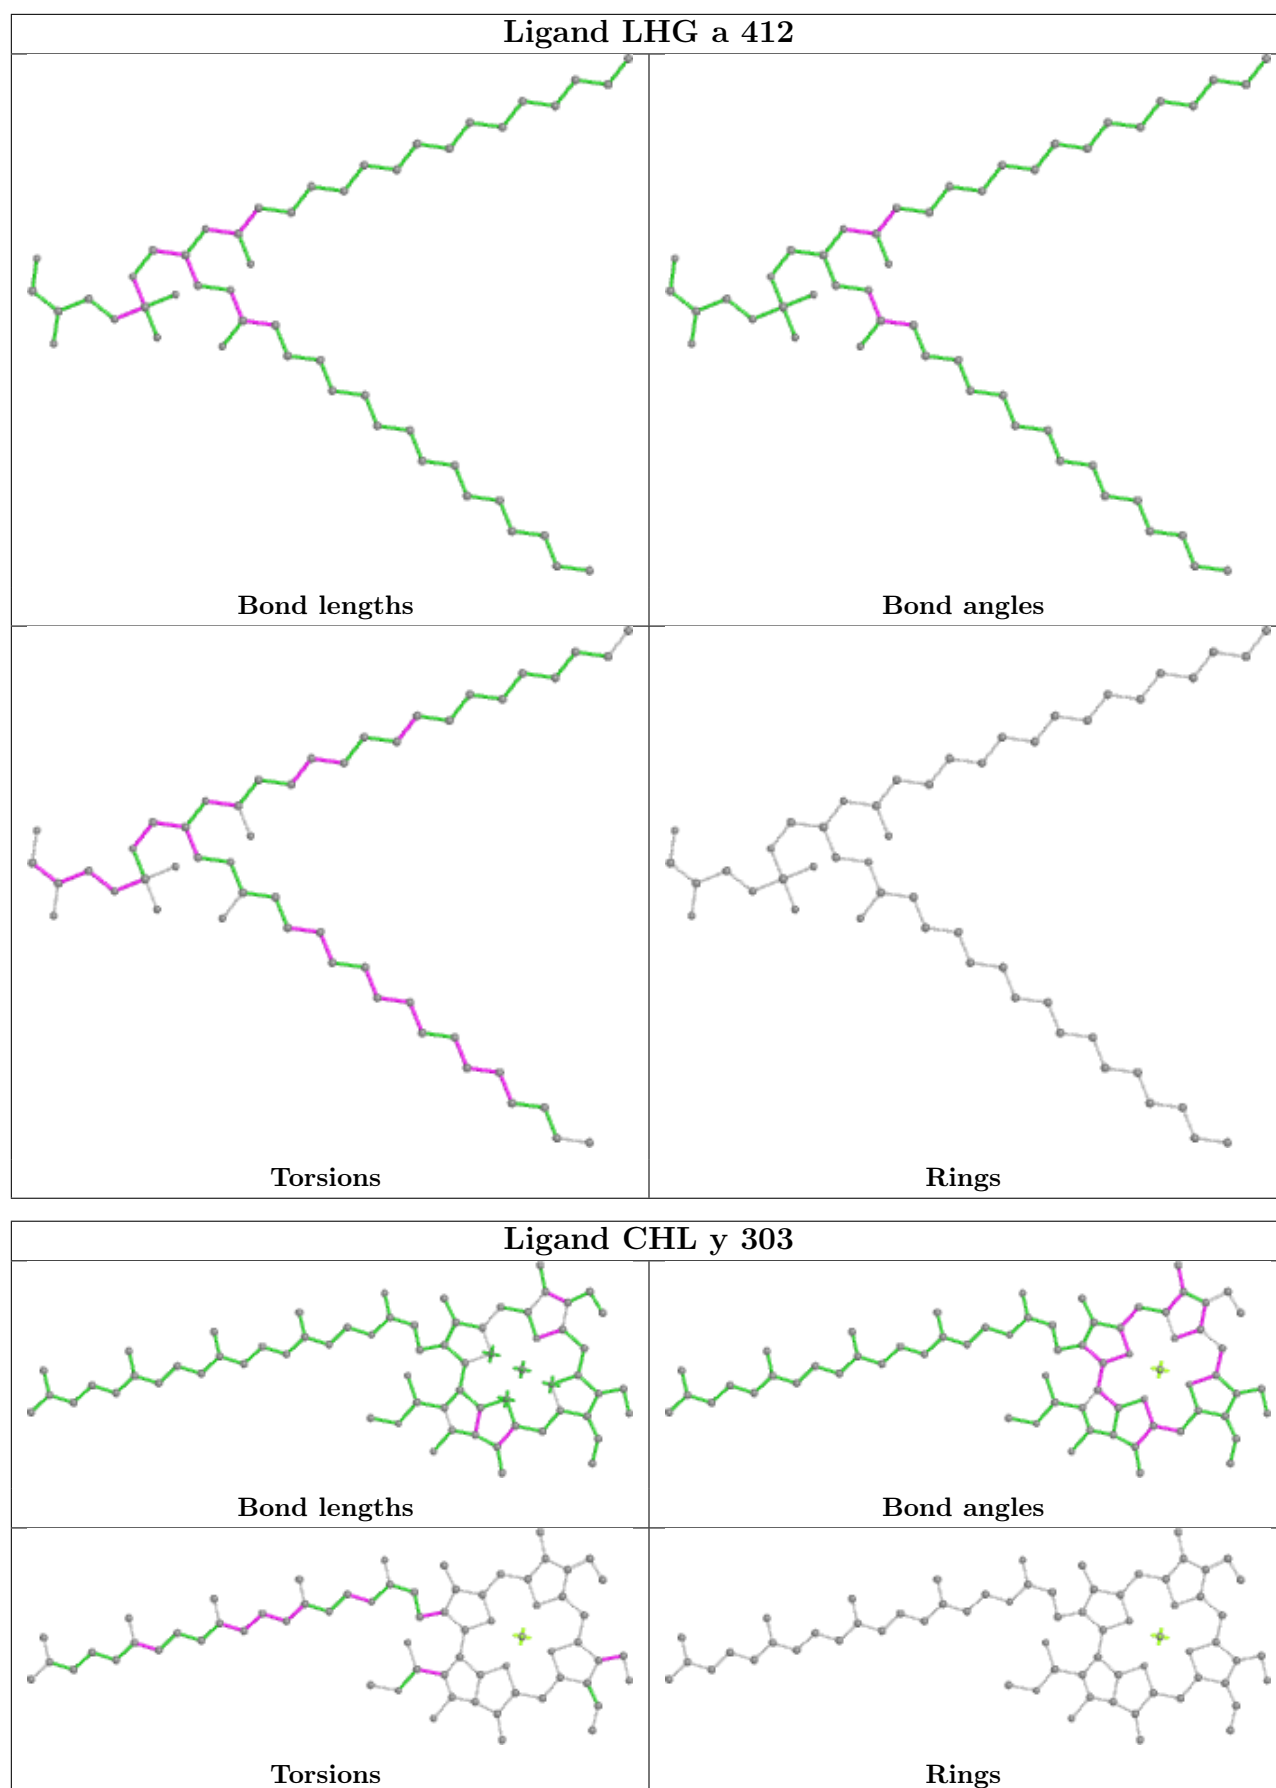 Ligand LHG a 412
Bond lengths
Bond angles
Torsions
Rings
Ligand CHL y 303
Bond lengths
Bond angles
Torsions
Rings